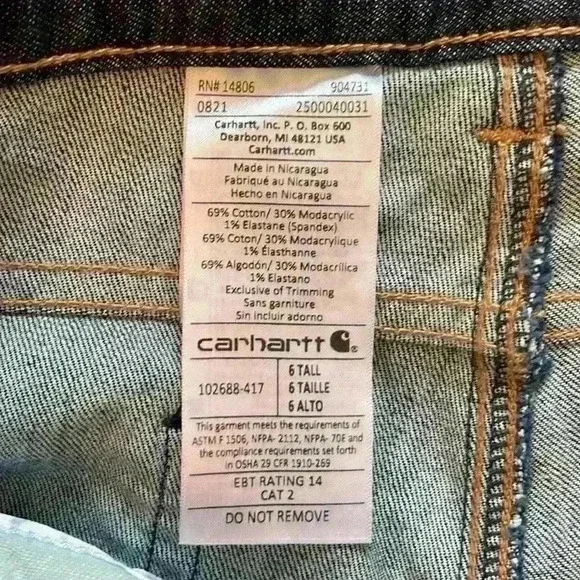 RN# 14806 904731
0821 2500040031
Carhartt, Inc. P. O. Box 600
Dearborn, MI 48121 USA
Carhartt.com
Made in Nicaragua
Fabriqué au Nicaragua
Hecho en Nicaragua
69% Cotton/ 30% Modacrylic
1% Elastane (Spandex)
69% Coton/ 30% Modacrylique
1% Élasthanne
69% Algodón/ 30% Modacrílica
1% Elastano
Exclusive of Trimming
Sans garniture
Sin incluir adorno
carhartt
6 TALL
102688-417 6 TAILLE
6 ALTO
This garment meets the requirements of
ASTM F 1506, NFPA- 2112, NFPA- 70E and
the compliance requirements set forth
in OSHA 29 CFR 1910-269
EBT RATING 14
CAT 2
DO NOT REMOVE